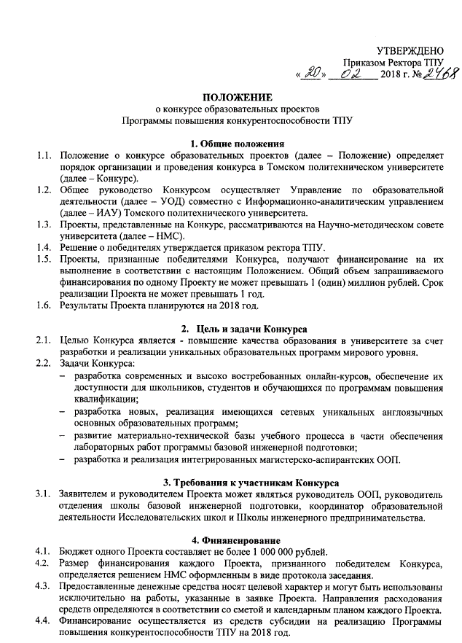 УТВЕРЖДЕНО
Приказом Ректора ТПУ
« 20 » 02 2018 г. № 2468
ПОЛОЖЕНИЕ
о конкурсе образовательных проектов
Программы повышения конкурентоспособности ТПУ
1. Общие положения
1.1. Положение о конкурсе образовательных проектов (далее – Положение) определяет
порядок организации и проведения конкурса в Томском политехническом университете
(далее – Конкурс).
1.2. Общее руководство Конкурсом осуществляет Управление по образовательной
деятельности (далее – УОД) совместно с Информационно-аналитическим управлением
(далее – ИАУ) Томского политехнического университета.
1.3. Проекты, представленные на Конкурс, рассматриваются на Научно-методическом совете
университета (далее – НМС).
1.4. Решение о победителях утверждается приказом ректора ТПУ.
1.5. Проекты, признанные победителями Конкурса, получают финансирование на их
выполнение в соответствии с настоящим Положением. Общий объем запрашиваемого
финансирования по одному Проекту не может превышать 1 (один) миллион рублей. Срок
реализации Проекта не может превышать 1 год.
1.6. Результаты Проекта планируются на 2018 год.
2. Цель и задачи Конкурса
2.1. Целью Конкурса является - повышение качества образования в университете за счет
разработки и реализации уникальных образовательных программ мирового уровня.
2.2. Задачи Конкурса:
– разработка современных и высоко востребованных онлайн-курсов, обеспечение их
доступности для школьников, студентов и обучающихся по программам повышения
квалификации;
– разработка новых, реализация имеющихся сетевых уникальных англоязычных
основных образовательных программ;
– развитие материально-технической базы учебного процесса в части обеспечения
лабораторных работ программы базовой инженерной подготовки;
– разработка и реализация интегрированных магистерско-аспирантских ООП.
3. Требования к участникам Конкурса
3.1. Заявителем и руководителем Проекта может являться руководитель ООП, руководитель
отделения школы базовой инженерной подготовки, координатор образовательной
деятельности Исследовательских школ и Школы инженерного предпринимательства.
4. Финансирование
4.1. Бюджет одного Проекта составляет не более 1 000 000 рублей.
4.2. Размер финансирования каждого Проекта, признанного победителем Конкурса,
определяется решением НМС оформленным в виде протокола заседания.
4.3. Предоставленные денежные средства носят целевой характер и могут быть использованы
исключительно на работы, указанные в заявке Проекта. Направления расходования
средств определяются в соответствии со сметой и календарным планом каждого Проекта.
4.4. Финансирование осуществляется из средств субсидии на реализацию Программы
повышения конкурентоспособности ТПУ на 2018 год.